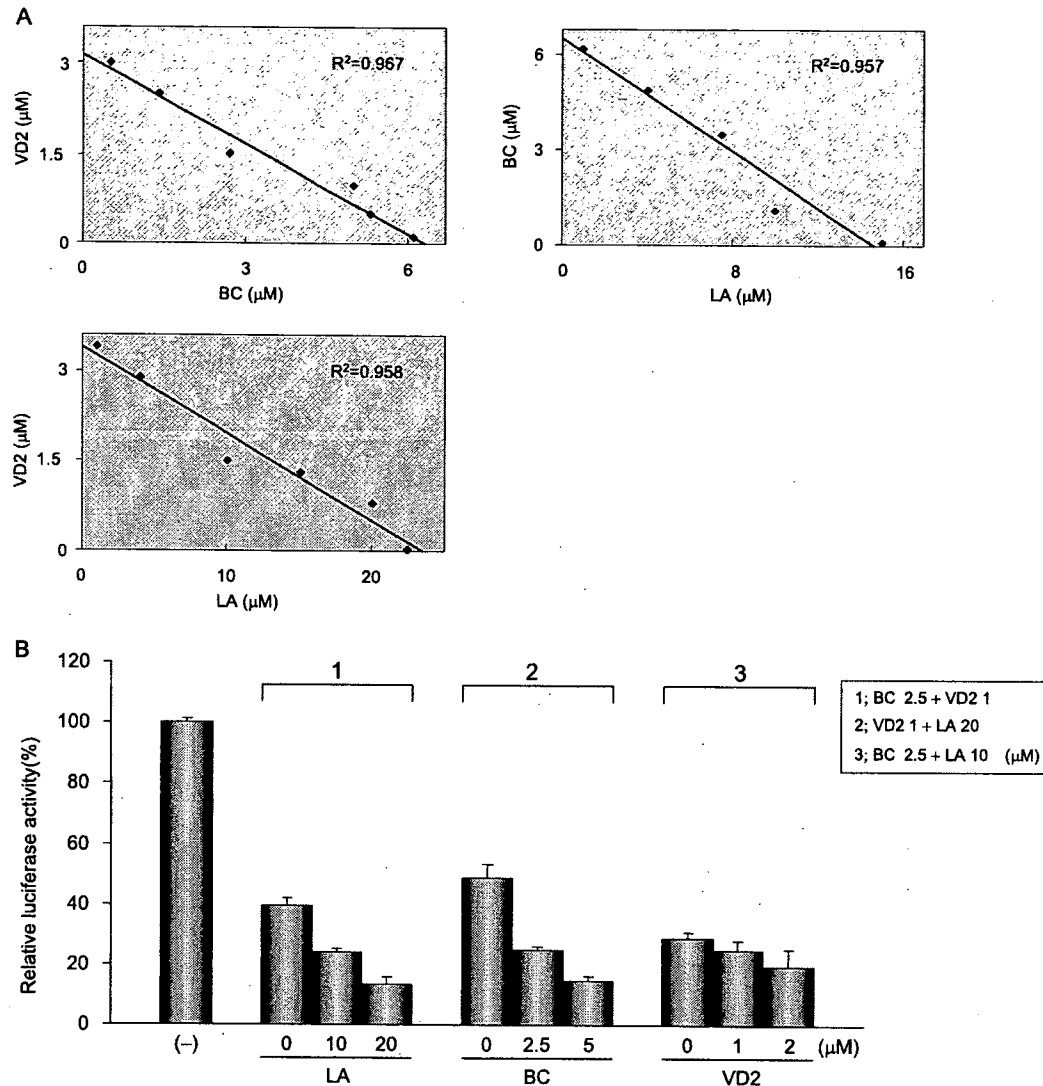 A
VD2 (µM)
3
1.5
0
R²=0.967
0 3 6
BC (µM)
BC (µM)
6
3
0
R²=0.957
0 8 16
LA (µM)
VD2 (µM)
3
1.5
0
R²=0.958
0 10 20
LA (µM)
B
Relative luciferase activity(%)
120
100
80
60
40
20
0
1 2 3
1; BC 2.5 + VD2 1
2; VD2 1 + LA 20
3; BC 2.5 + LA 10 (µM)
(–) 0 10 20 0 2.5 5 0 1 2 (µM)
LA BC VD2